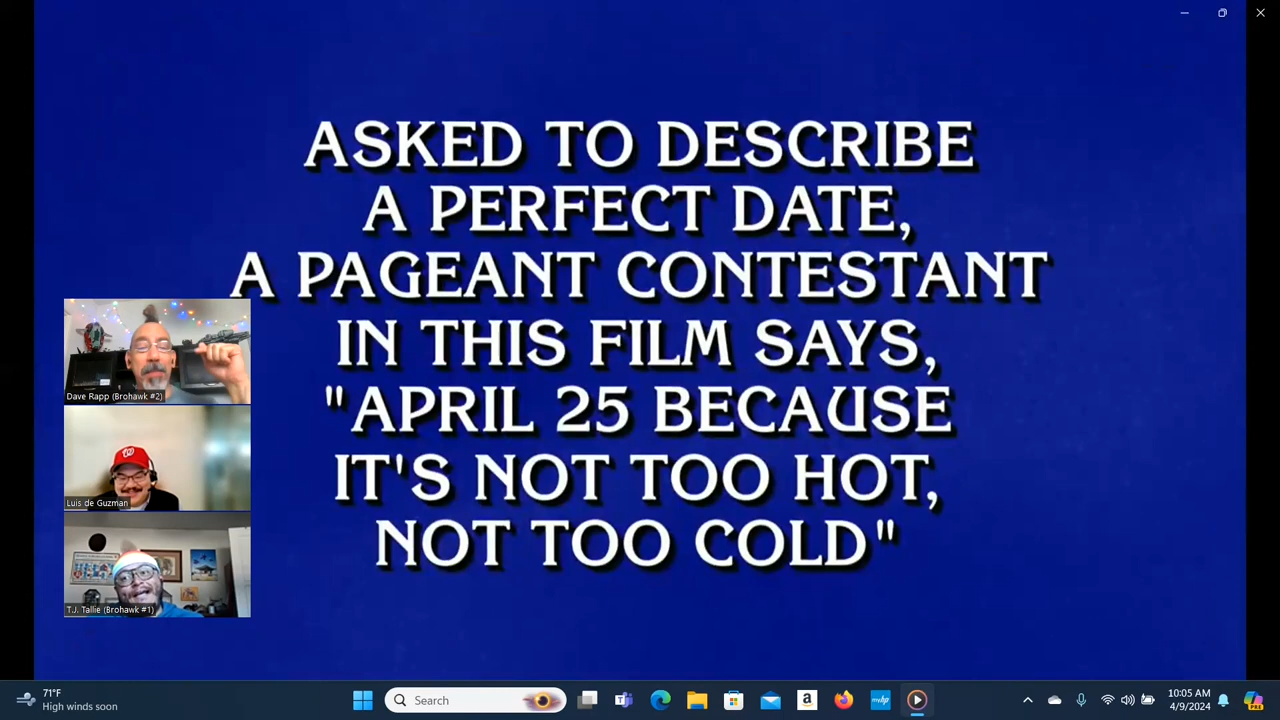 ASKED TO DESCRIBE
A PERFECT DATE,
A PAGEANT CONTESTANT
IN THIS FILM SAYS,
"APRIL 25 BECAUSE
IT'S NOT TOO HOT,
NOT TOO COLD"
Dave Rapp (Brohawk #2)
Luis de Guzman
T.J. Tallie (Brohawk #1)
71°F
High winds soon
Search
10:05 AM
4/9/2024